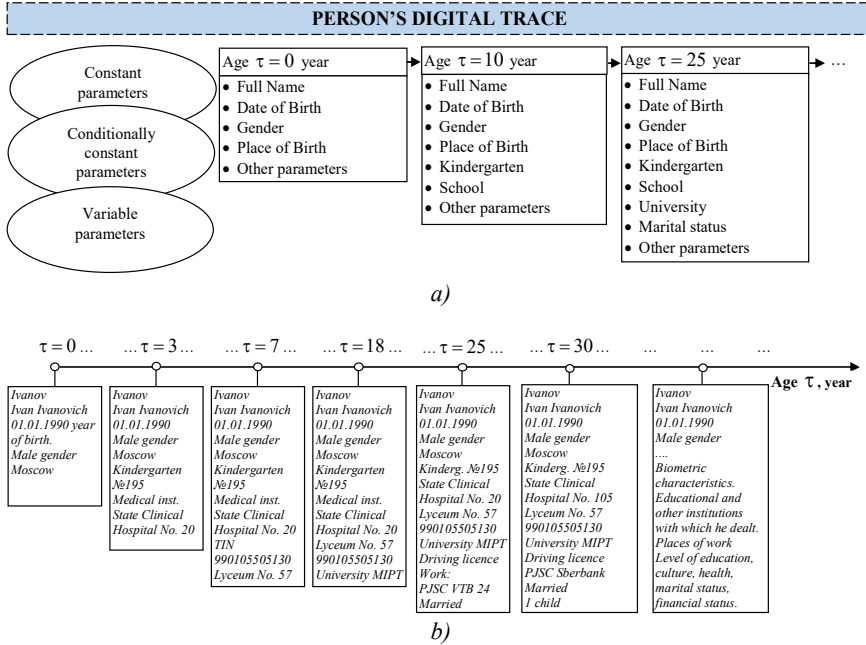 PERSON'S DIGITAL TRACE
Constant
parameters
Conditionally
constant
parameters
Variable
parameters
Age τ = 0 year
• Full Name
• Date of Birth
• Gender
• Place of Birth
• Other parameters
Age τ = 10 year
• Full Name
• Date of Birth
• Gender
• Place of Birth
• Kindergarten
• School
• Other parameters
Age τ = 25 year
• Full Name
• Date of Birth
• Gender
• Place of Birth
• Kindergarten
• School
• University
• Marital status
• Other parameters
...
a)
τ = 0 ... ... τ = 3 ... ... τ = 7 ... ... τ = 18 ... ... τ = 25 ... ... τ = 30 ... ... ... ...
Age τ, year
Ivanov
Ivan Ivanovich
01.01.1990 year
of birth.
Male gender
Moscow
Ivanov
Ivan Ivanovich
01.01.1990
Male gender
Moscow
Kindergarten
№195
Medical inst.
State Clinical
Hospital No. 20
Ivanov
Ivan Ivanovich
01.01.1990
Male gender
Moscow
Kindergarten
№195
Medical inst.
State Clinical
Hospital No. 20
TIN
990105505130
Lyceum No. 57
Ivanov
Ivan Ivanovich
01.01.1990
Male gender
Moscow
Kindergarten
№195
Medical inst.
State Clinical
Hospital No. 20
Lyceum No. 57
990105505130
University MIPT
Ivanov
Ivan Ivanovich
01.01.1990
Male gender
Moscow
Kinderg. №195
State Clinical
Hospital No. 20
Lyceum No. 57
990105505130
University MIPT
Driving licence
Work:
PJSC VTB 24
Married
Ivanov
Ivan Ivanovich
01.01.1990
Male gender
Moscow
Kinderg. №195
State Clinical
Hospital No. 105
Lyceum No. 57
990105505130
University MIPT
Driving licence
PJSC Sberbank
Married
1 child
Ivanov
Ivan Ivanovich
01.01.1990
Male gender
....
Biometric
characteristics.
Educational and
other institutions
with which he dealt.
Places of work
Level of education,
culture, health,
marital status,
financial status.
b)